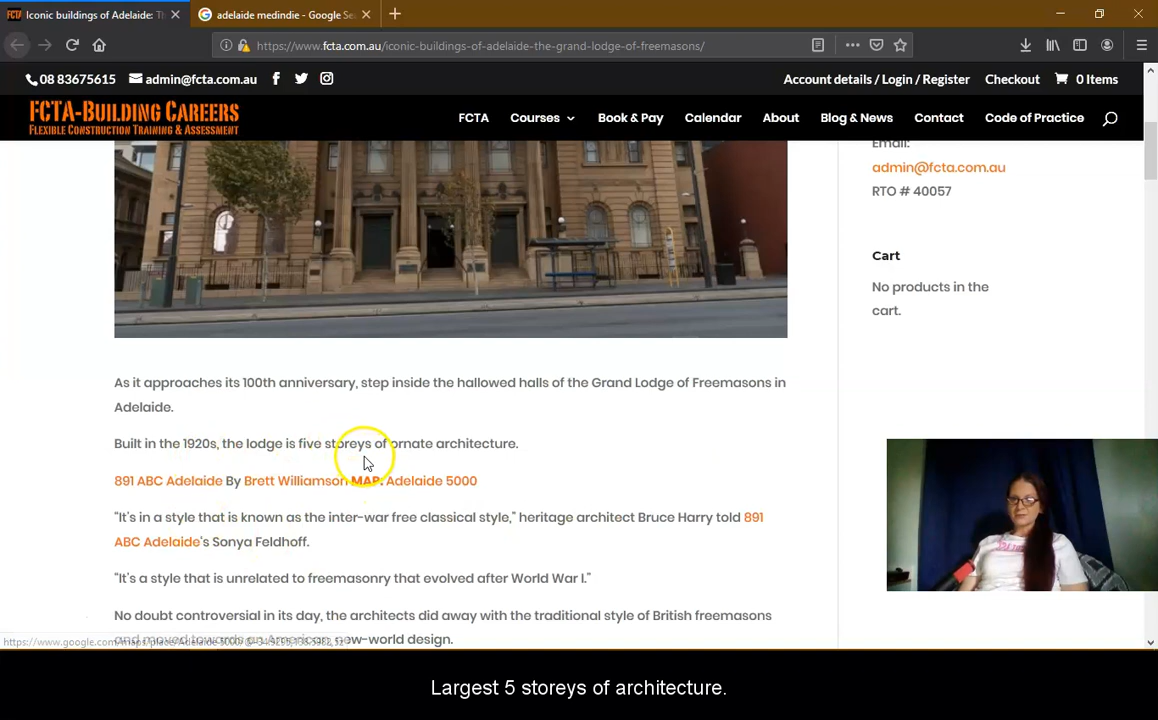 FCTA Iconic buildings of Adelaide: Th
adelaide medindie - Google Se
https://www.fcta.com.au/iconic-buildings-of-adelaide-the-grand-lodge-of-freemasons/
08 83675615
admin@fcta.com.au
Account details / Login / Register
Checkout
0 Items
FCTA-Building Careers
Flexible Construction Training & Assessment
FCTA
Courses
Book & Pay
Calendar
About
Blog & News
Contact
Code of Practice
Email:
admin@fcta.com.au
RTO # 40057
Cart
No products in the
cart.
As it approaches its 100th anniversary, step inside the hallowed halls of the Grand Lodge of Freemasons in
Adelaide.
Built in the 1920s, the lodge is five storeys of ornate architecture.
891 ABC Adelaide By Brett Williamson MAP: Adelaide 5000
“It’s in a style that is known as the inter-war free classical style,” heritage architect Bruce Harry told 891
ABC Adelaide’s Sonya Feldhoff.
“It’s a style that is unrelated to freemasonry that evolved after World War I.”
No doubt controversial in its day, the architects did away with the traditional style of British freemasons
and moved towards an American, new-world design.
Largest 5 storeys of architecture.